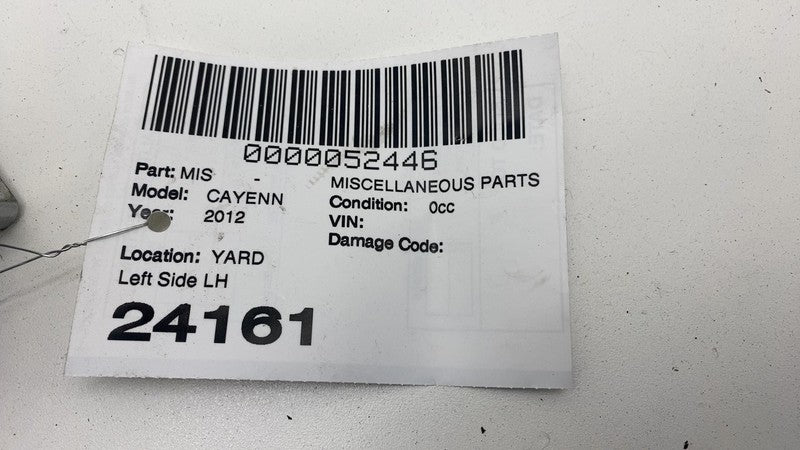 0000052446
Part: MIS - MISCELLANEOUS PARTS
Model: CAYENN Condition: 0cc
Year: 2012 VIN:
Damage Code:
Location: YARD
Left Side LH
24161